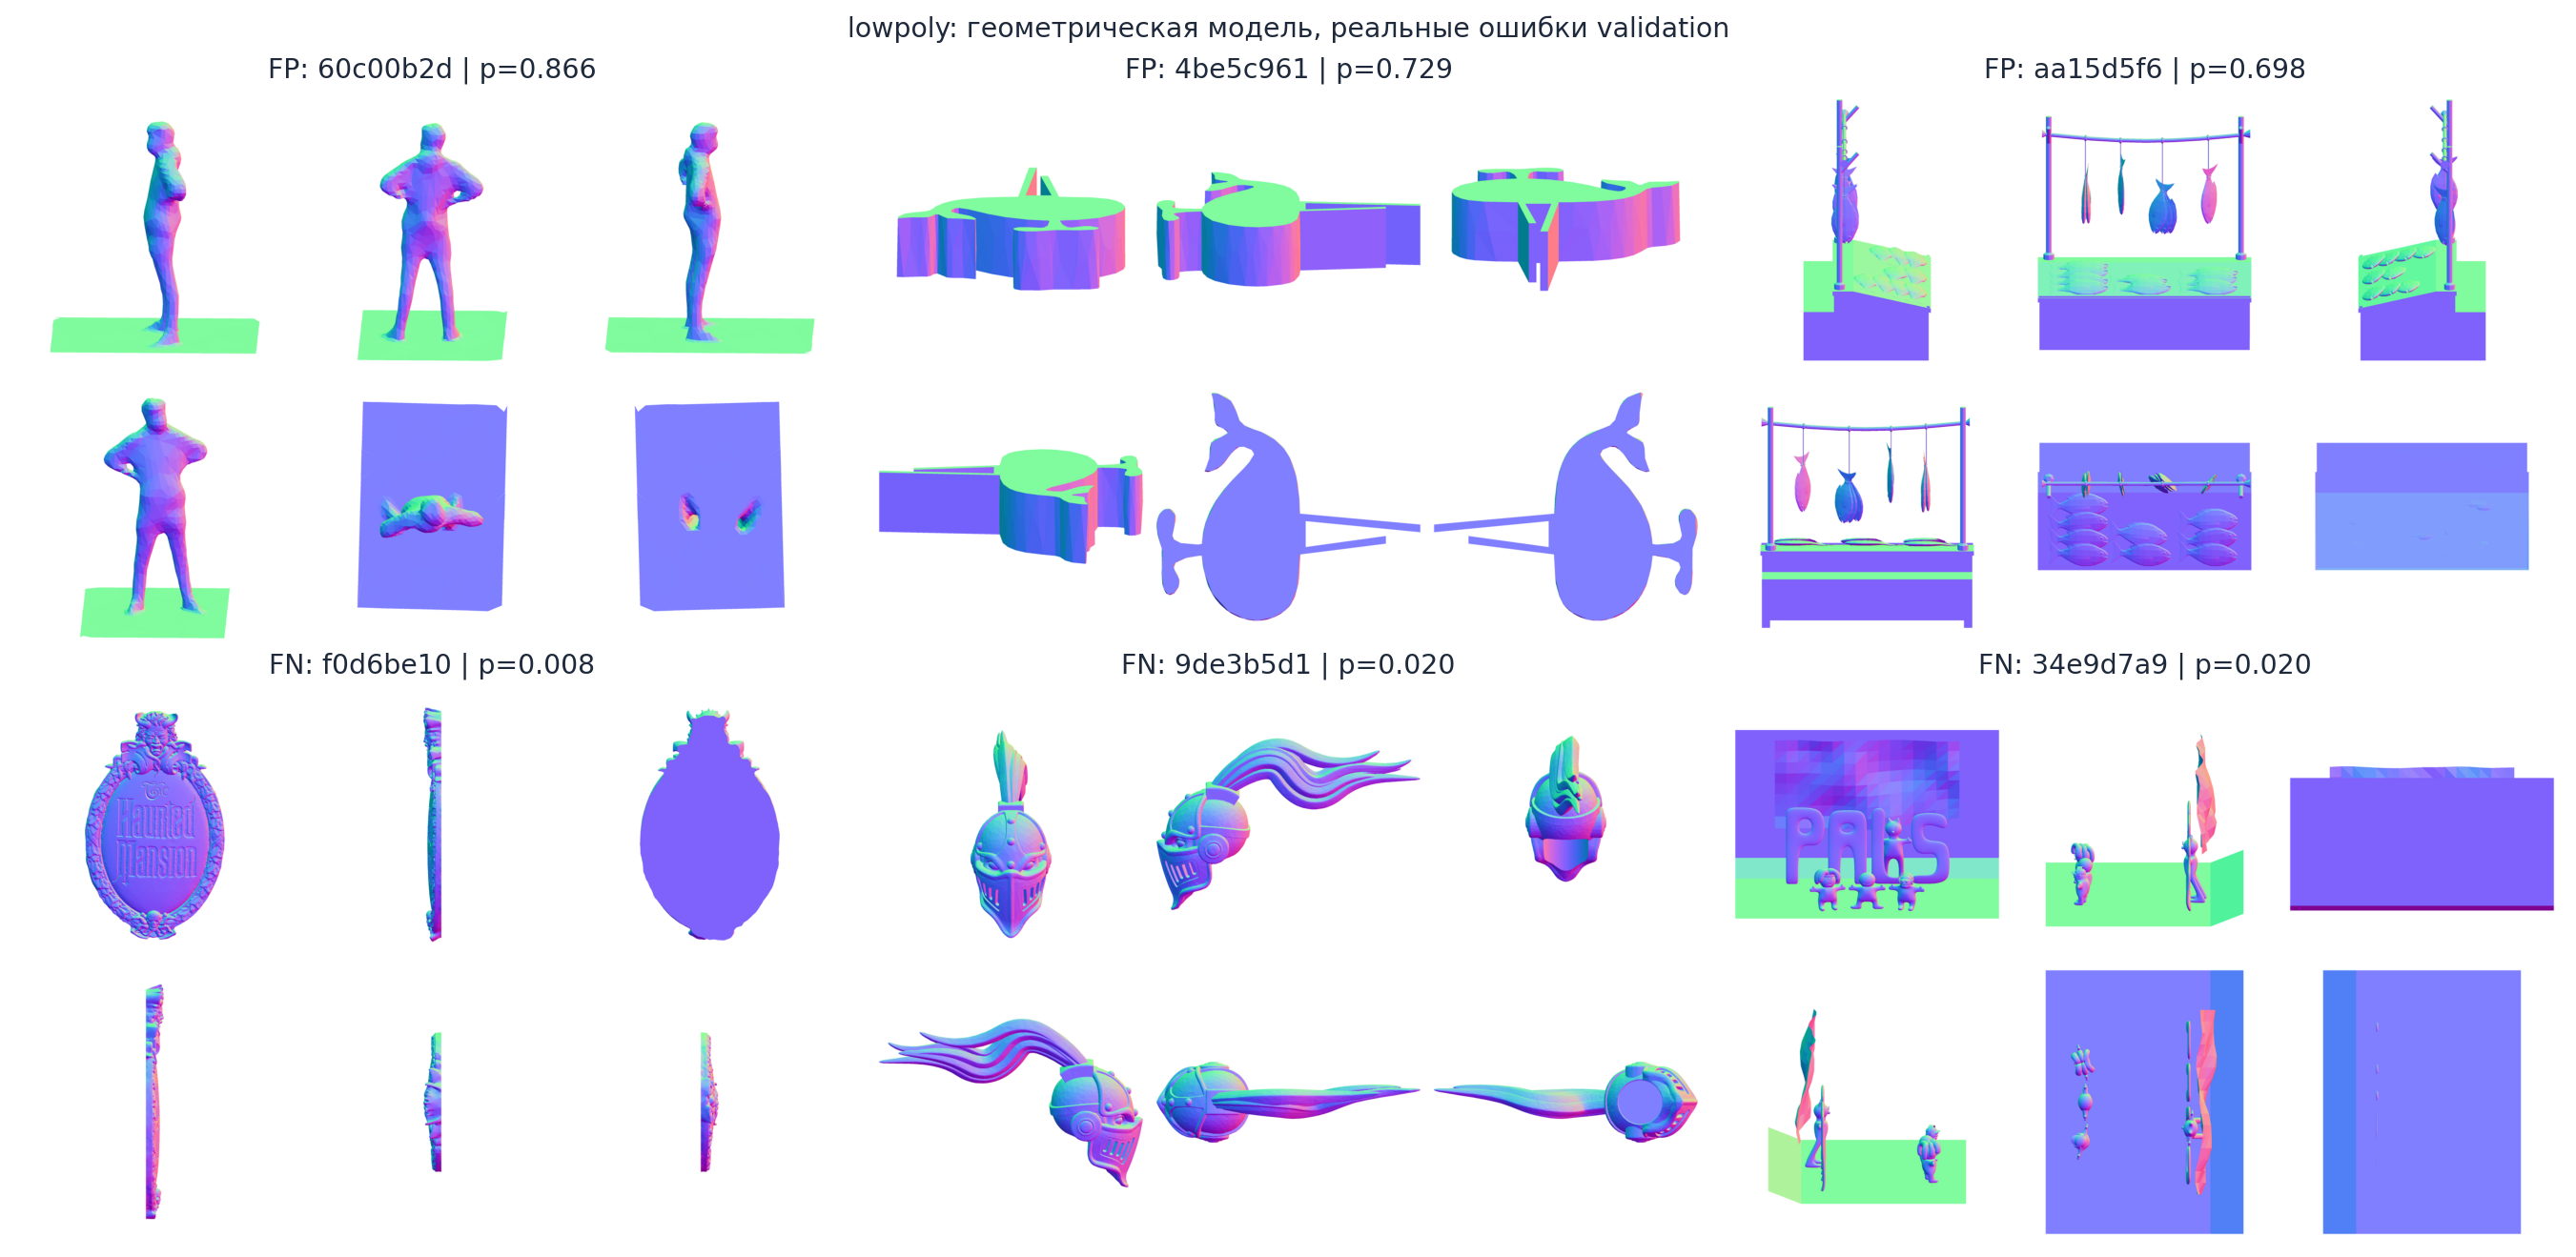 lowpoly: геометрическая модель, реальные ошибки validation
FP: 60c00b2d | p=0.866
FP: 4be5c961 | p=0.729
FP: aa15d5f6 | p=0.698
FN: f0d6be10 | p=0.008
FN: 9de3b5d1 | p=0.020
FN: 34e9d7a9 | p=0.020
The
Haunted
Mansion
PALS